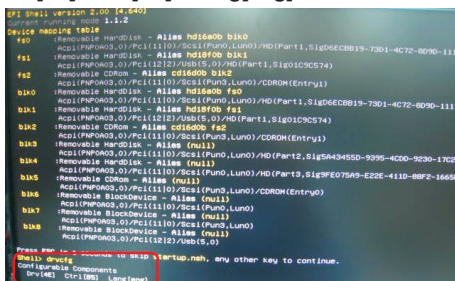 EFI Shell version 2.00 [4.640]
Current running mode 1.1.2
Device mapping table
fs0 :Removable HardDisk - Alias hd16a0b blk0
Acpi(PNP0A03,0)/Pci(11|0)/Scsi(Pun0,Lun0)/HD(Part1,SigD6ECBB19-73D1-4C72-8D9D-111
fs1 :Removable HardDisk - Alias hd18f0b blk1
Acpi(PNP0A03,0)/Pci(12|2)/Usb(5,0)/HD(Part1,Sig01C9C574)
fs2 :Removable CDRom - Alias cd16d0b blk2
Acpi(PNP0A03,0)/Pci(11|0)/Scsi(Pun3,Lun0)/CDROM(Entry1)
blk0 :Removable HardDisk - Alias hd16a0b fs0
Acpi(PNP0A03,0)/Pci(11|0)/Scsi(Pun0,Lun0)/HD(Part1,SigD6ECBB19-73D1-4C72-8D9D-111
blk1 :Removable HardDisk - Alias hd18f0b fs1
Acpi(PNP0A03,0)/Pci(12|2)/Usb(5,0)/HD(Part1,Sig01C9C574)
blk2 :Removable CDRom - Alias cd16d0b fs2
Acpi(PNP0A03,0)/Pci(11|0)/Scsi(Pun3,Lun0)/CDROM(Entry1)
blk3 :Removable HardDisk - Alias (null)
Acpi(PNP0A03,0)/Pci(11|0)/Scsi(Pun0,Lun0)/HD(Part2,Sig5A43455D-9395-4CDD-9230-17C2
blk4 :Removable HardDisk - Alias (null)
Acpi(PNP0A03,0)/Pci(11|0)/Scsi(Pun0,Lun0)/HD(Part3,Sig9FE075A9-E22E-411D-88F2-1665
blk5 :Removable CDRom - Alias (null)
Acpi(PNP0A03,0)/Pci(11|0)/Scsi(Pun3,Lun0)/CDROM(Entry0)
blk6 :Removable BlockDevice - Alias (null)
Acpi(PNP0A03,0)/Pci(11|0)/Scsi(Pun0,Lun0)
blk7 :Removable BlockDevice - Alias (null)
Acpi(PNP0A03,0)/Pci(11|0)/Scsi(Pun3,Lun0)
blk8 :Removable BlockDevice - Alias (null)
Acpi(PNP0A03,0)/Pci(12|2)/Usb(5,0)
Press ESC in seconds to skip startup.nsh, any other key to continue.
Shell> drvcfg
Configurable Components
Drv[4E] Ctrl[85] Lang[eng]